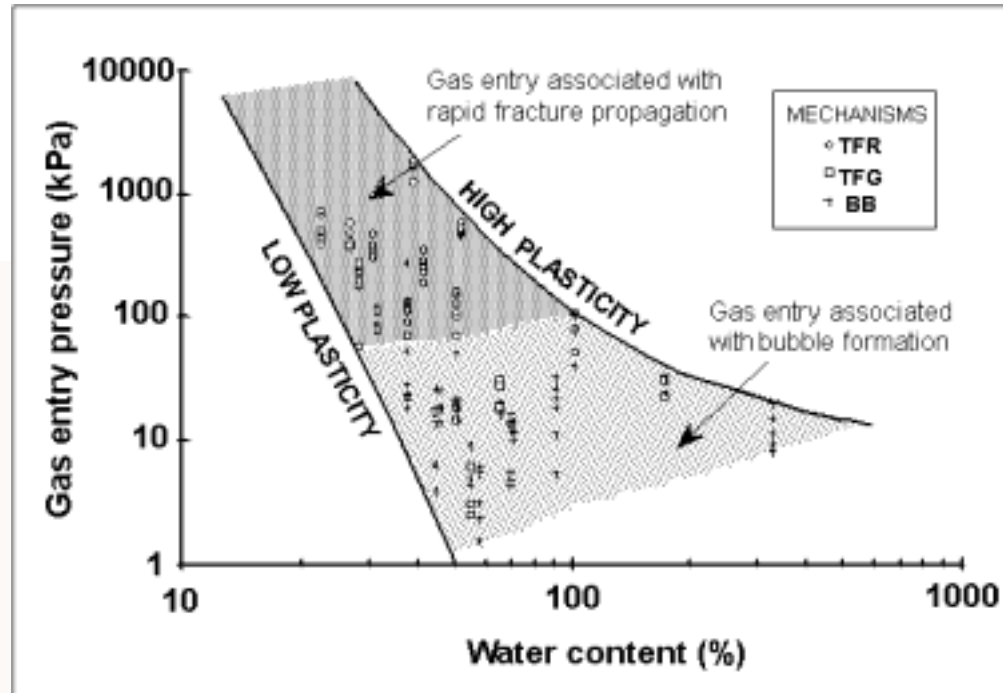 10000
1000
100
10
1
Gas entry pressure (kPa)
Gas entry associated with
rapid fracture propagation
MECHANISMS
TFR
TFG
BB
HIGH PLASTICITY
LOW PLASTICITY
Gas entry associated
with bubble formation
10
100
1000
Water content (%)